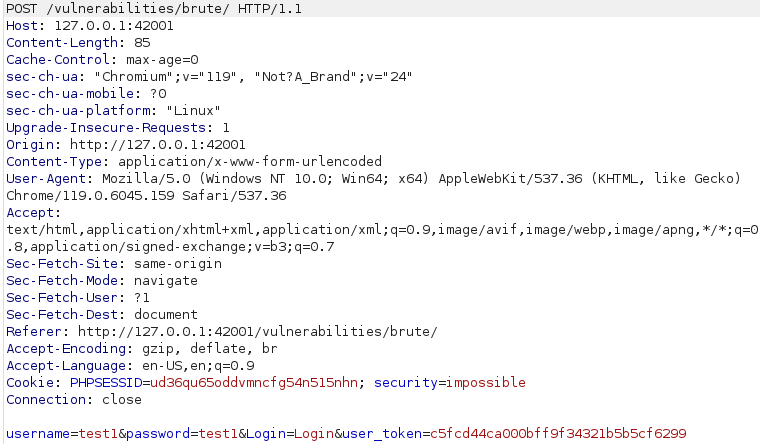 POST /vulnerabilities/brute/ HTTP/1.1
Host: 127.0.0.1:42001
Content-Length: 85
Cache-Control: max-age=0
sec-ch-ua: "Chromium";v="119", "Not?A_Brand";v="24"
sec-ch-ua-mobile: ?0
sec-ch-ua-platform: "Linux"
Upgrade-Insecure-Requests: 1
Origin: http://127.0.0.1:42001
Content-Type: application/x-www-form-urlencoded
User-Agent: Mozilla/5.0 (Windows NT 10.0; Win64; x64) AppleWebKit/537.36 (KHTML, like Gecko)
Chrome/119.0.6045.159 Safari/537.36
Accept:
text/html,application/xhtml+xml,application/xml;q=0.9,image/avif,image/webp,image/apng,*/*;q=0
.8,application/signed-exchange;v=b3;q=0.7
Sec-Fetch-Site: same-origin
Sec-Fetch-Mode: navigate
Sec-Fetch-User: ?1
Sec-Fetch-Dest: document
Referer: http://127.0.0.1:42001/vulnerabilities/brute/
Accept-Encoding: gzip, deflate, br
Accept-Language: en-US,en;q=0.9
Cookie: PHPSESSID=ud36qu65oddvmncfg54n515nhn; security=impossible
Connection: close
username=test1&password=test1&Login=Login&user_token=c5fcd44ca000bff9f34321b5b5cf6299